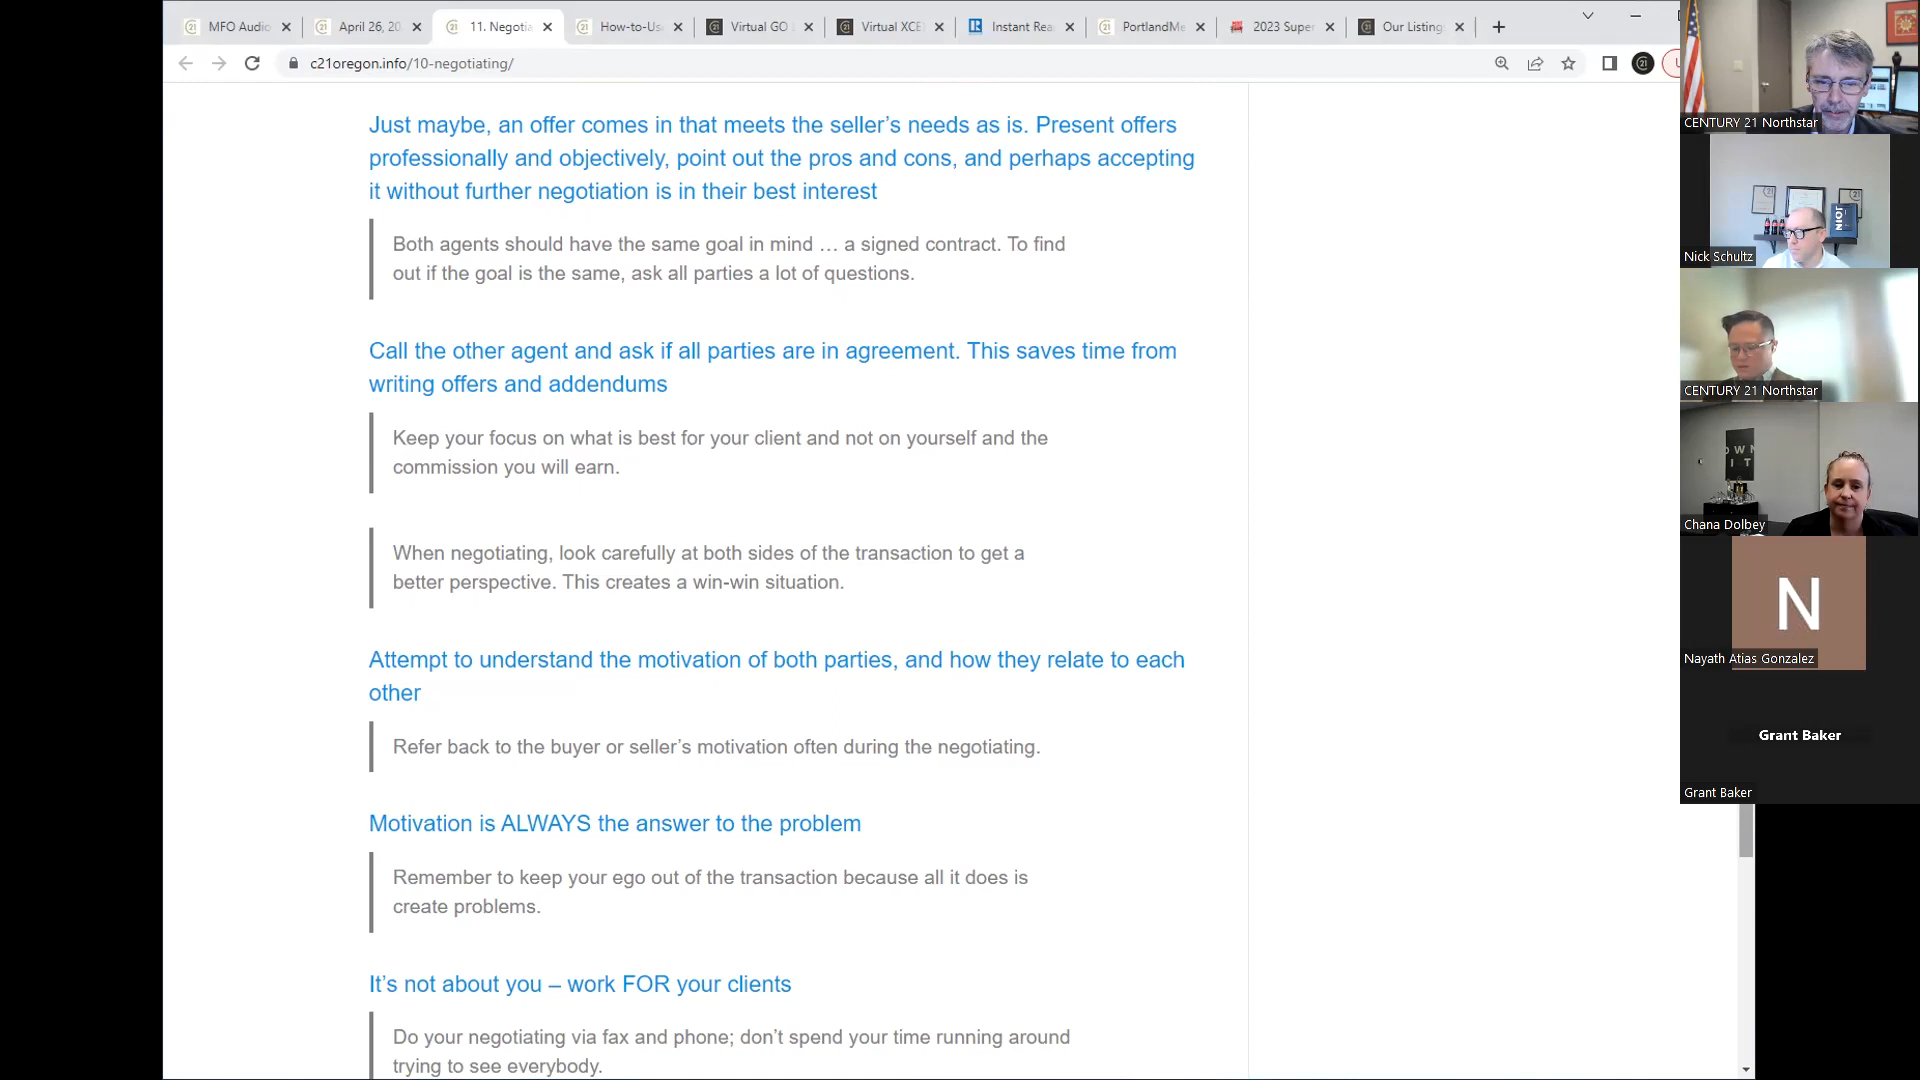 MFO Audio
April 26, 20
11. Negotia
How-to-Us
Virtual GO
Virtual XCE
Instant Rea
PortlandMe
2023 Super
Our Listing
c21oregon.info/10-negotiating/
Just maybe, an offer comes in that meets the seller’s needs as is. Present offers
professionally and objectively, point out the pros and cons, and perhaps accepting
it without further negotiation is in their best interest
Both agents should have the same goal in mind … a signed contract. To find
out if the goal is the same, ask all parties a lot of questions.
Call the other agent and ask if all parties are in agreement. This saves time from
writing offers and addendums
Keep your focus on what is best for your client and not on yourself and the
commission you will earn.
When negotiating, look carefully at both sides of the transaction to get a
better perspective. This creates a win-win situation.
Attempt to understand the motivation of both parties, and how they relate to each
other
Refer back to the buyer or seller’s motivation often during the negotiating.
Motivation is ALWAYS the answer to the problem
Remember to keep your ego out of the transaction because all it does is
create problems.
It’s not about you – work FOR your clients
Do your negotiating via fax and phone; don’t spend your time running around
trying to see everybody.
CENTURY 21 Northstar
JOIN
Nick Schultz
CENTURY 21 Northstar
Chana Dolbey
N
Nayath Atias Gonzalez
Grant Baker
Grant Baker